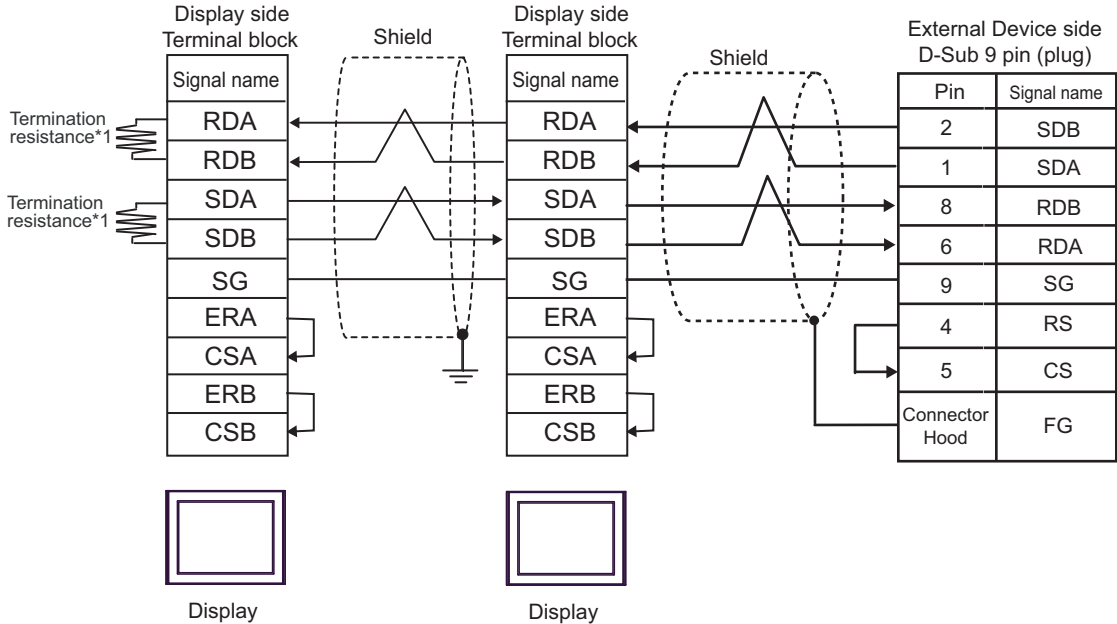 Display side
Terminal block
Signal name
RDA
RDB
SDA
SDB
SG
ERA
CSA
ERB
CSB
Termination
resistance*1
Termination
resistance*1
Shield
Display side
Terminal block
Signal name
RDA
RDB
SDA
SDB
SG
ERA
CSA
ERB
CSB
Shield
External Device side
D-Sub 9 pin (plug)
Pin Signal name
2 SDB
1 SDA
8 RDB
6 RDA
9 SG
4 RS
5 CS
Connector
Hood FG
Display
Display